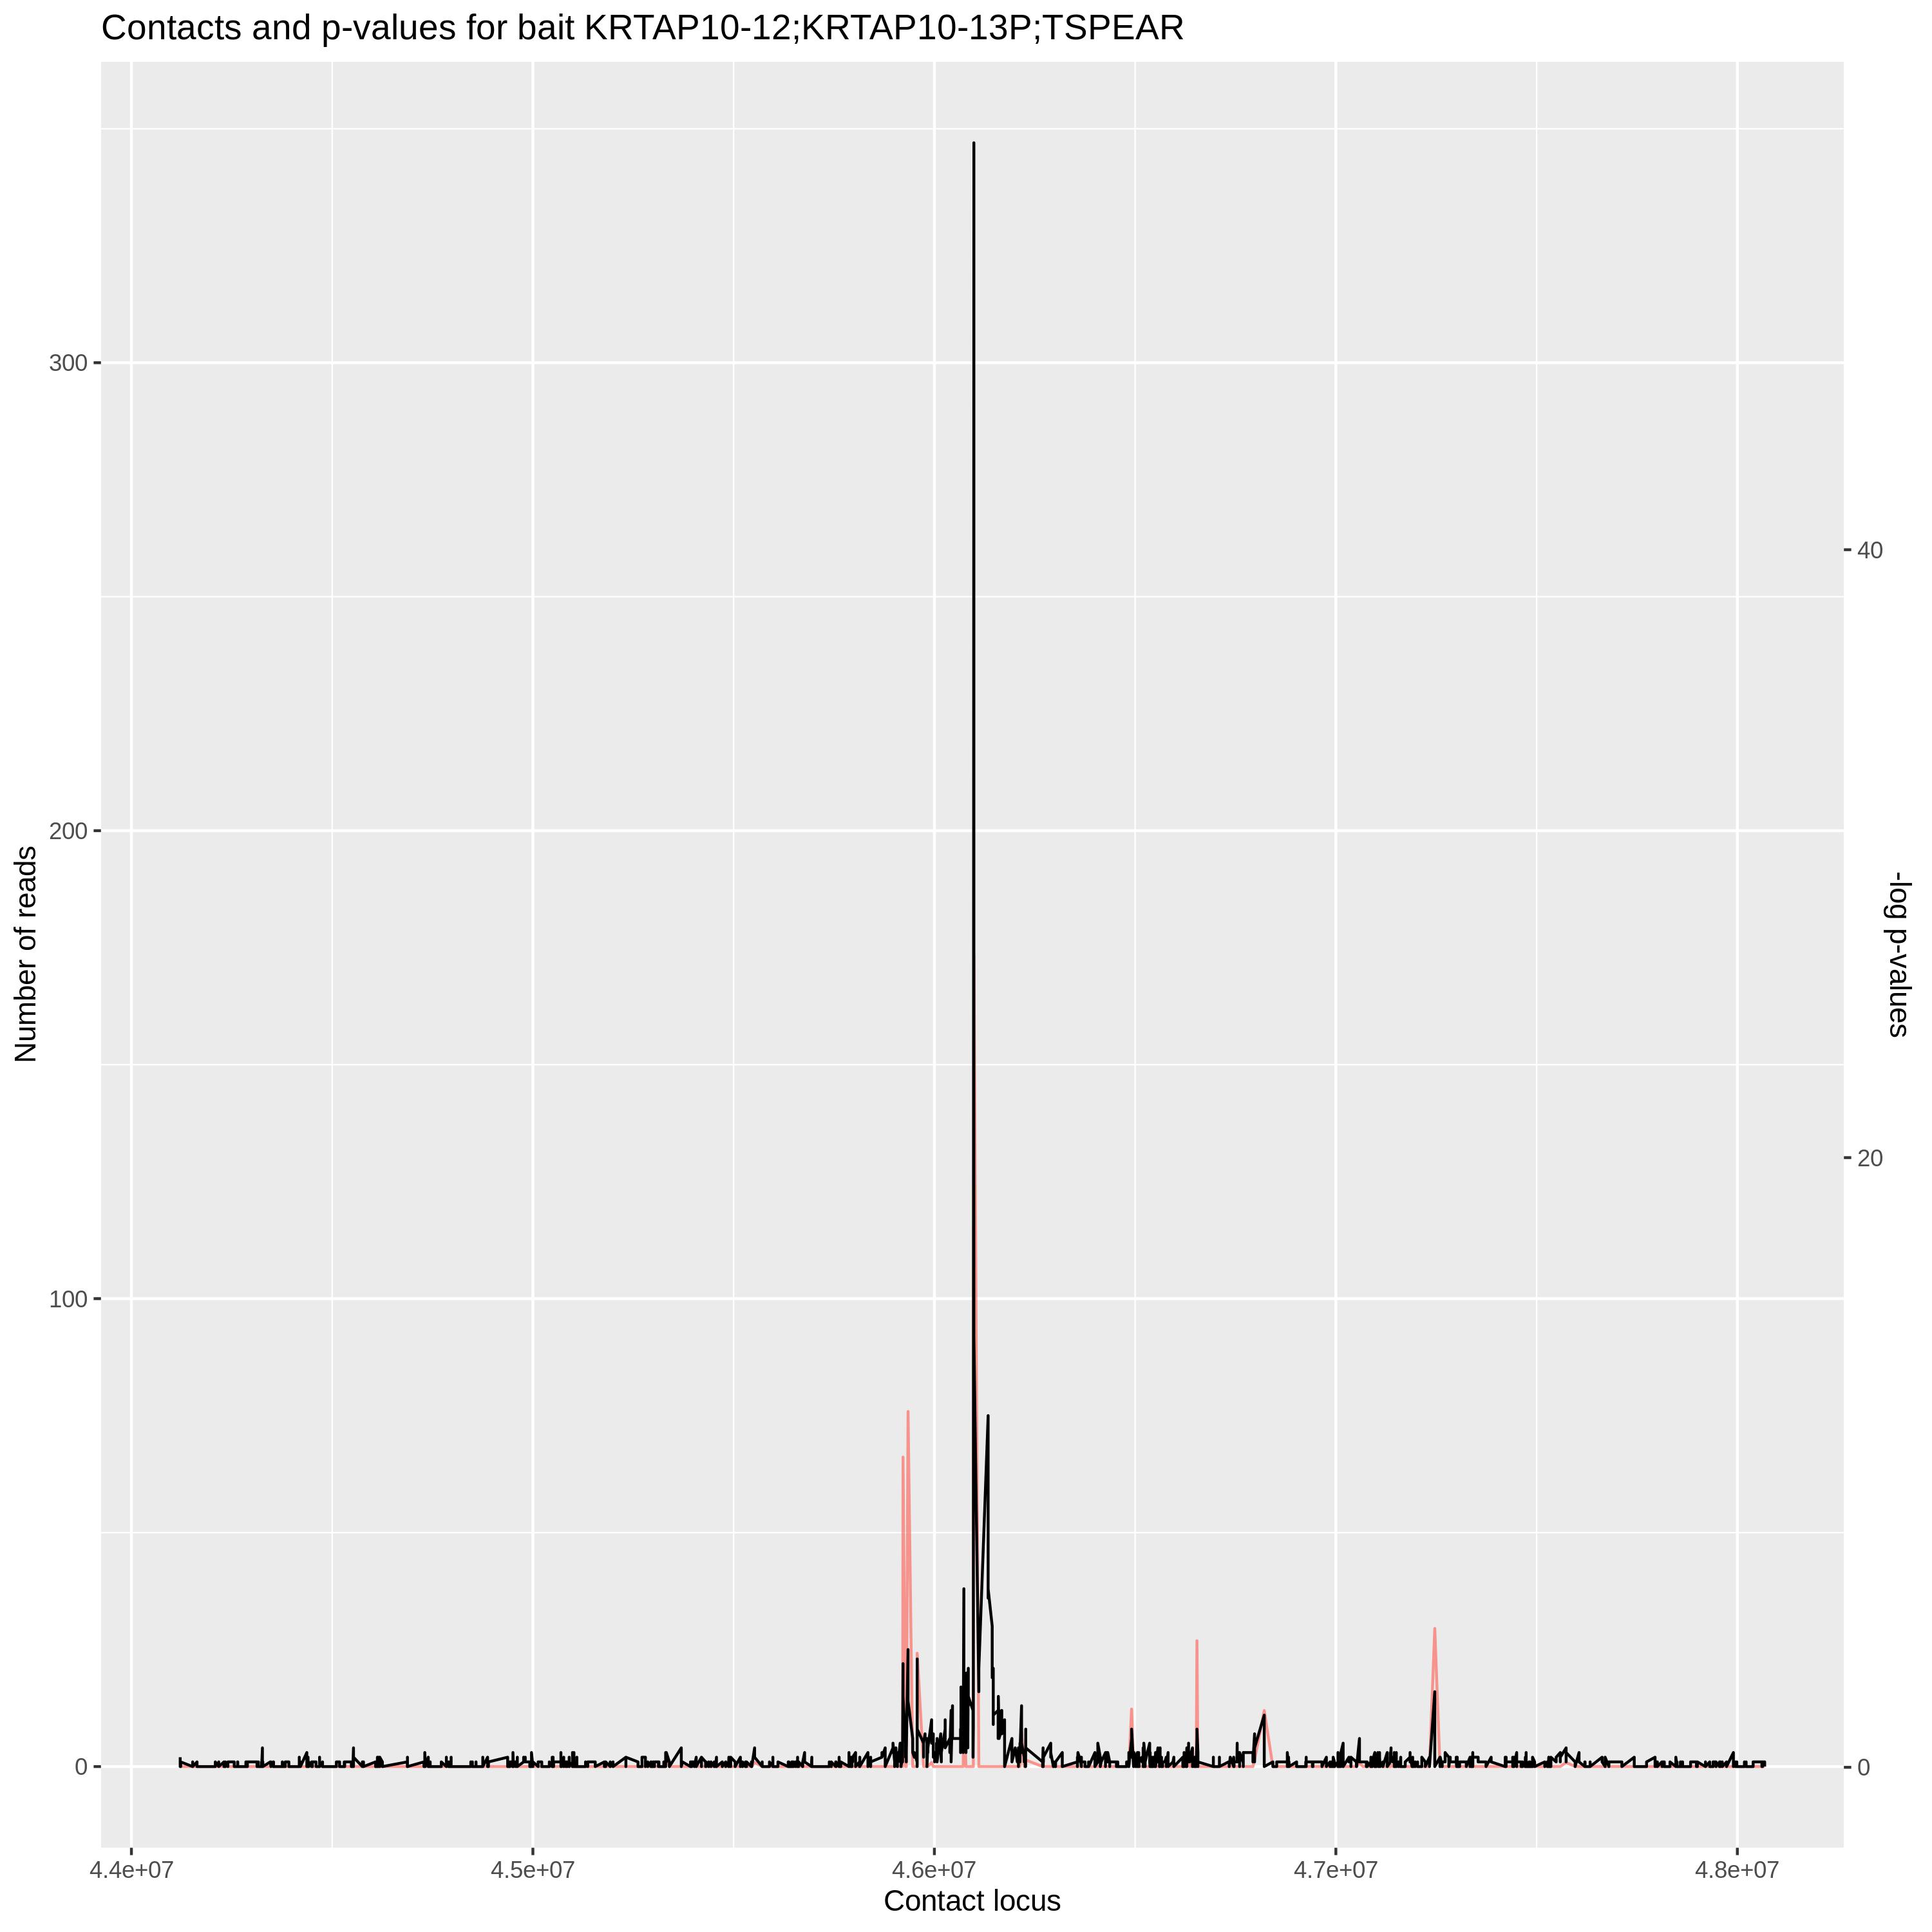 Contacts and p-values for bait KRTAP10-12;KRTAP10-13P;TSPEAR
Number of reads
300
200
100
0
40
20
0
-log p-values
4.4e+07 4.5e+07 4.6e+07 4.7e+07 4.8e+07
Contact locus